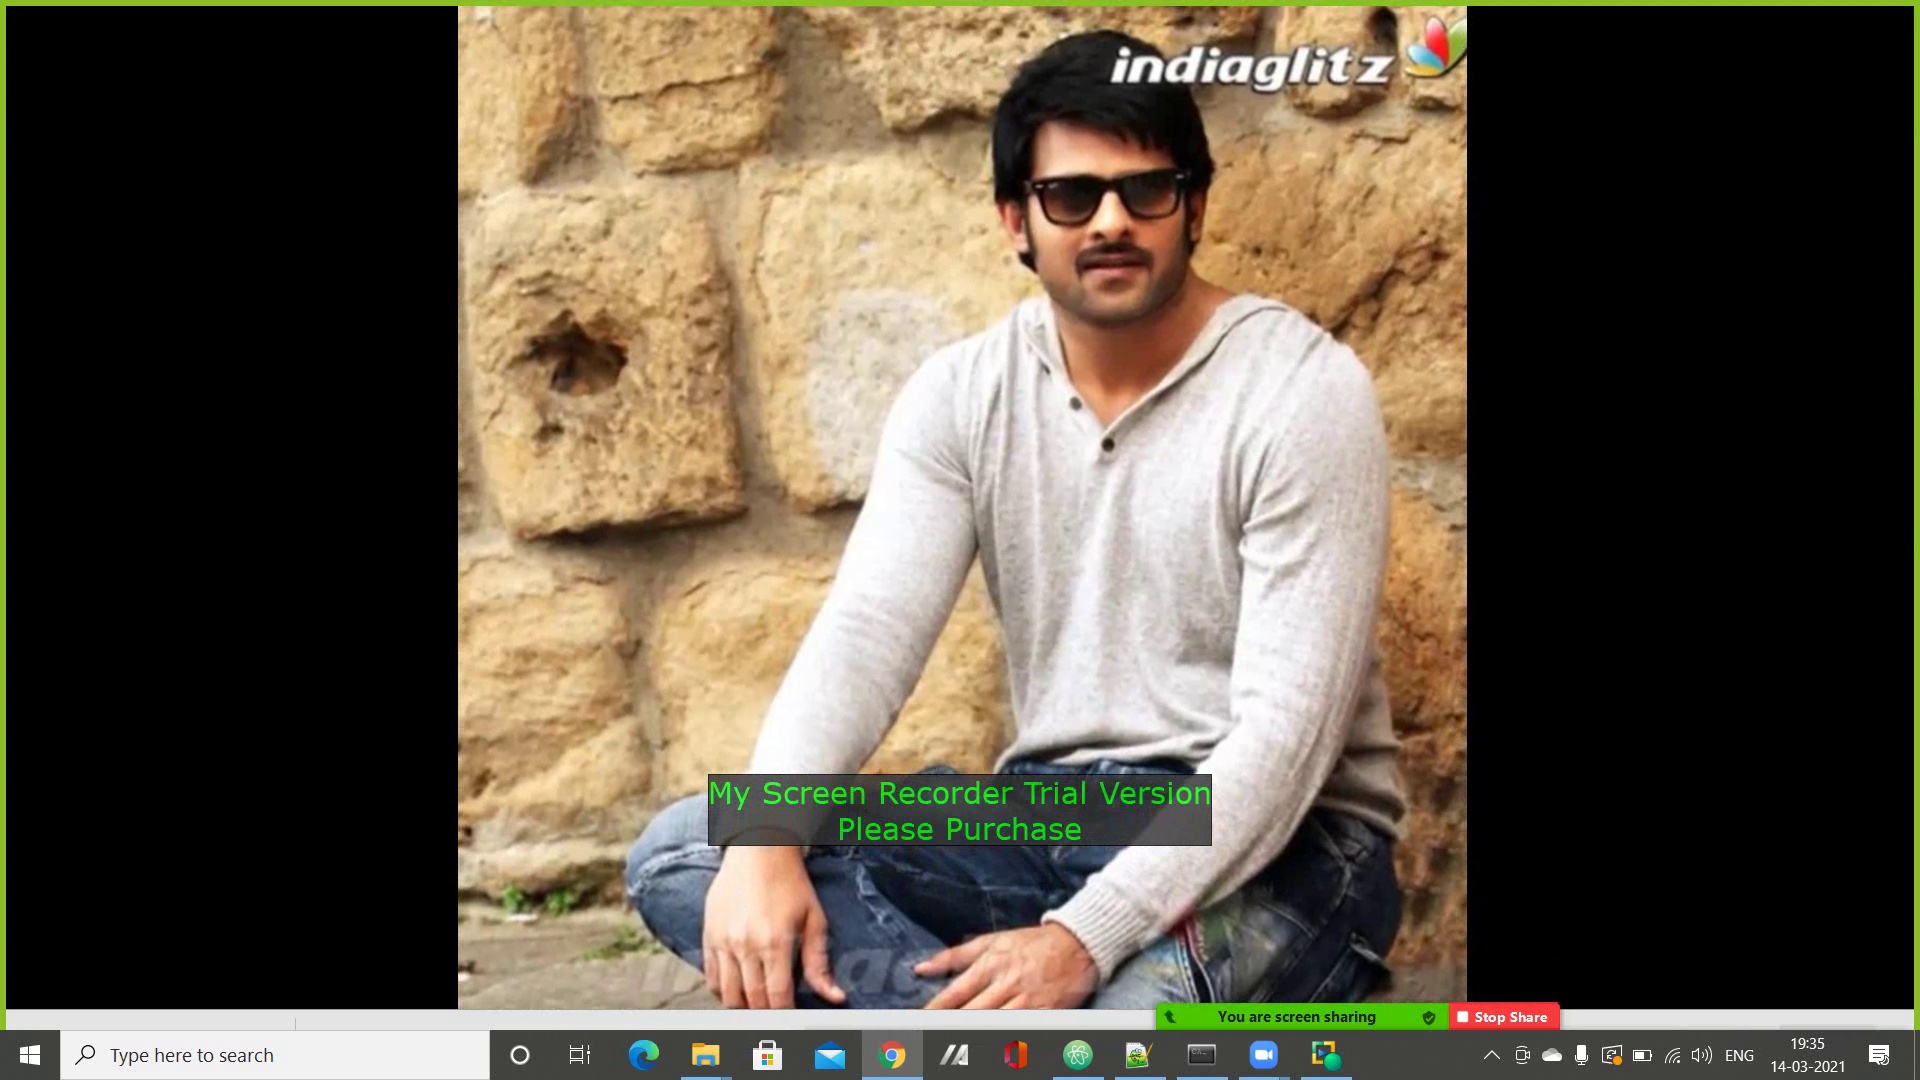 indiaglitz
My Screen Recorder Trial Version
Please Purchase
You are screen sharing
Stop Share
Type here to search
ENG
19:35
14-03-2021